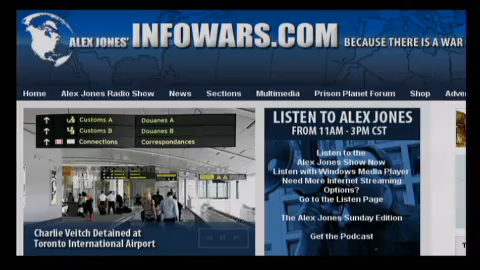 ALEX JONES' INFOWARS.COM BECAUSE THERE IS A WAR
Home Alex Jones Radio Show News Sections Multimedia Prison Planet Forum Shop
Customs A Douanes A
Customs B Douanes B
Connections Correspondances
Charlie Veitch Detained at
Toronto International Airport
LISTEN TO ALEX JONES
FROM 11AM - 3PM CST
Listen to the
Alex Jones Show Now
Listen with Windows Media Player
Need More Internet Streaming
Options?
Go to the Listen Page
The Alex Jones Sunday Edition
Get the Podcast